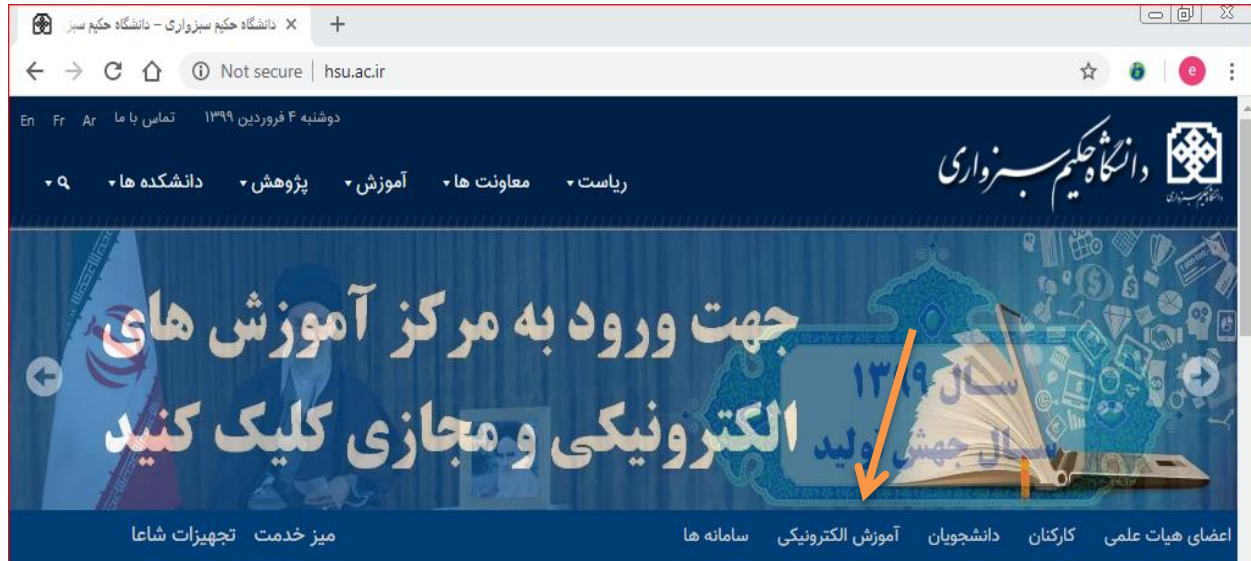 دانشگاه حکیم سبزواری – دانشگاه حکیم سبز
Not secure | hsu.ac.ir
e
دوشنبه ۴ فروردین ۱۳۹۹ تماس با ما Ar Fr En
دانشگاه حکیم سبزواری
دانشگاه حکیم سبزواری
ریاست معاونت ها آموزش پژوهش دانشکده ها
جهت ورود به مرکز آموزش های
الکترونیکی و مجازی کلیک کنید
سال ۱۳۹۹
سال جهش تولید
اعضای هیات علمی کارکنان دانشجویان آموزش الکترونیکی سامانه ها میز خدمت تجهیزات شاعا